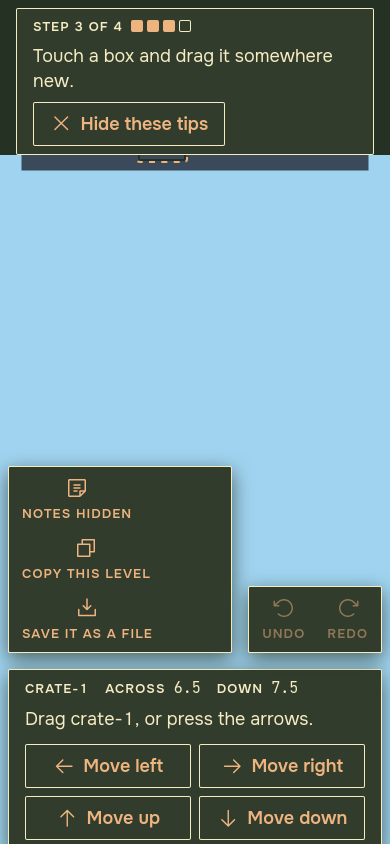 STEP 3 OF 4
Touch a box and drag it somewhere
new.
Hide these tips
NOTES HIDDEN
COPY THIS LEVEL
SAVE IT AS A FILE
UNDO REDO
CRATE-1 ACROSS 6.5 DOWN 7.5
Drag crate-1, or press the arrows.
Move left Move right
Move up Move down